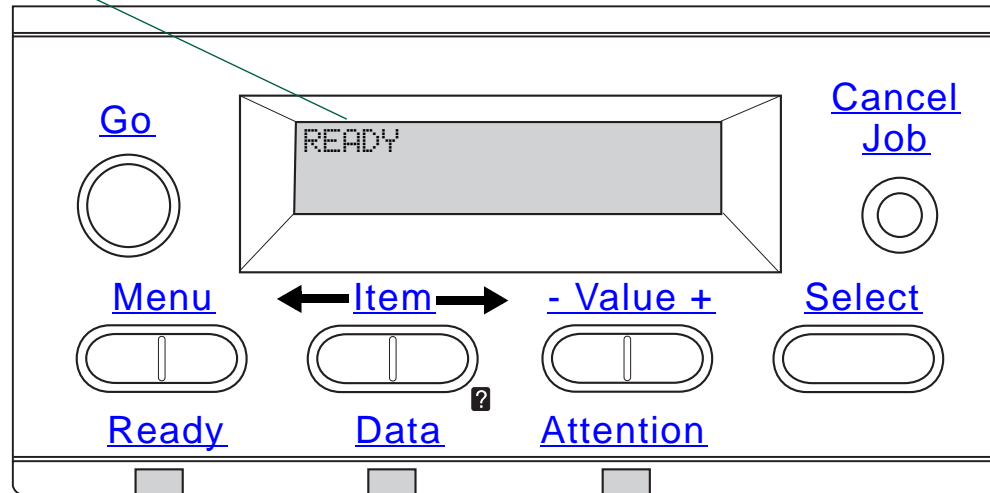 Go
READY
Cancel
Job
Menu
Item
- Value +
Select
?
Ready
Data
Attention